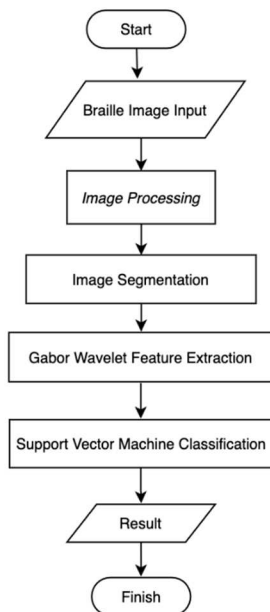 Start
Braille Image Input
Image Processing
Image Segmentation
Gabor Wavelet Feature Extraction
Support Vector Machine Classification
Result
Finish